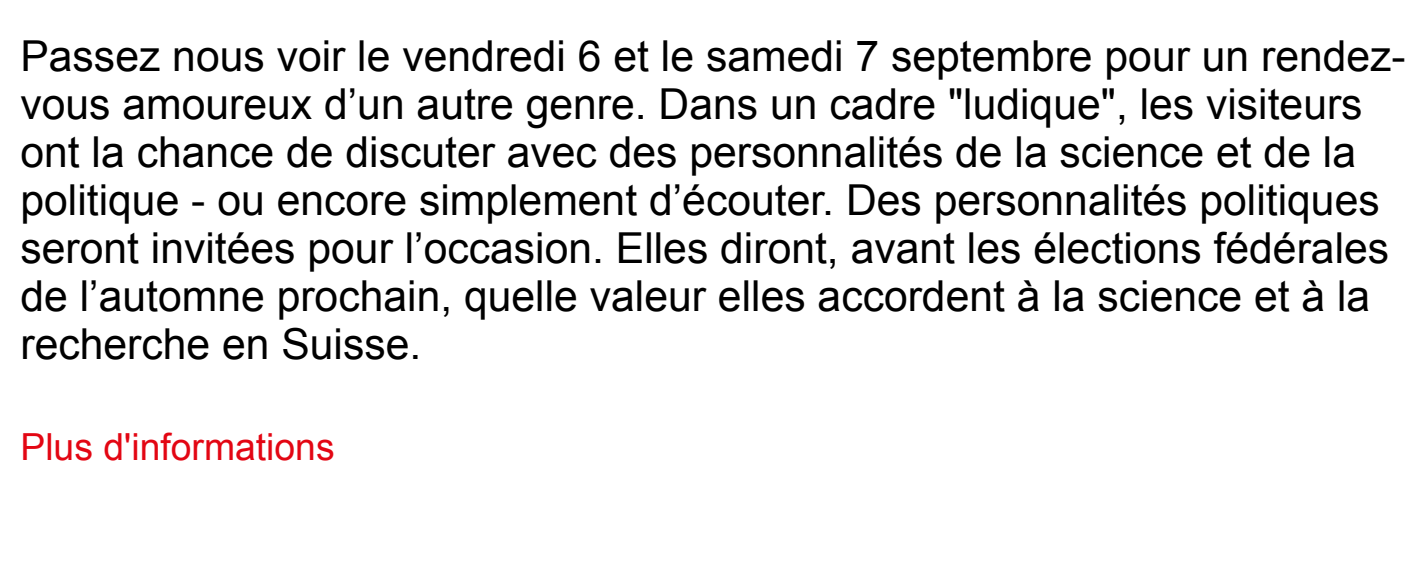 Passez nous voir le vendredi 6 et le samedi 7 septembre pour un rendez-
vous amoureux d’un autre genre. Dans un cadre "ludique", les visiteurs
ont la chance de discuter avec des personnalités de la science et de la
politique - ou encore simplement d’écouter. Des personnalités politiques
seront invitées pour l’occasion. Elles diront, avant les élections fédérales
de l’automne prochain, quelle valeur elles accordent à la science et à la
recherche en Suisse.
Plus d'informations